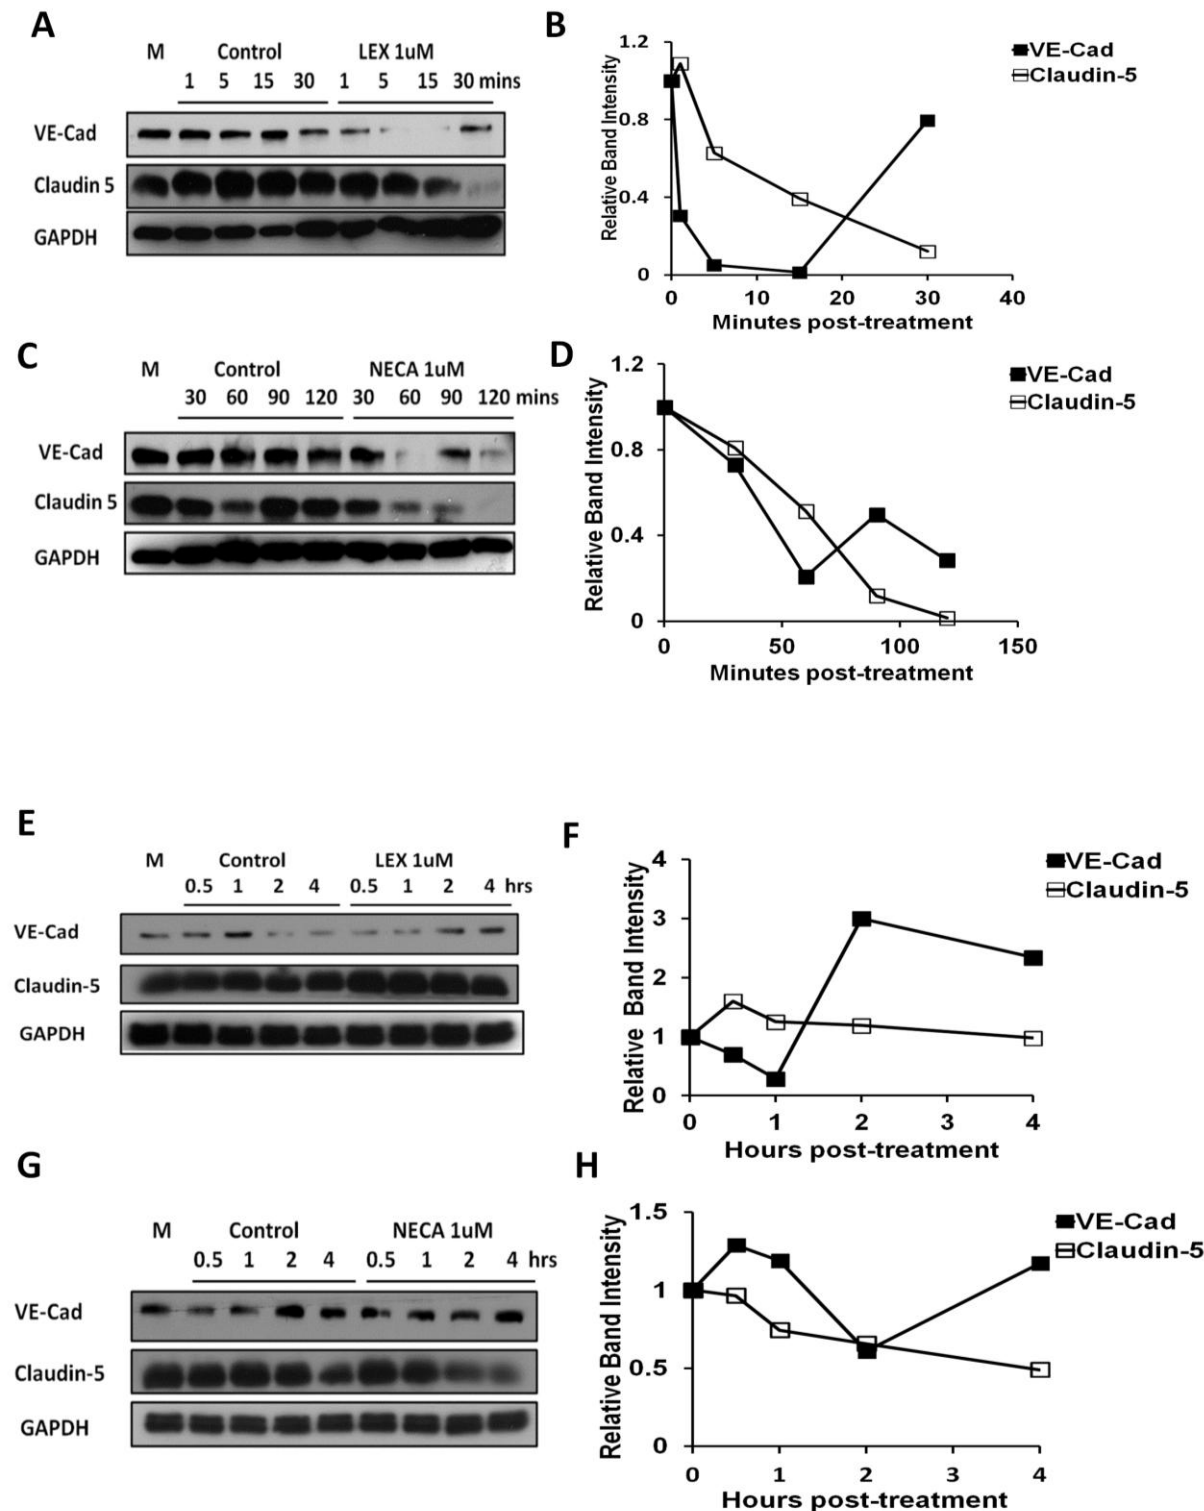 A
M Control LEX 1uM
1 5 15 30 1 5 15 30 mins
VE-Cad
Claudin 5
GAPDH
B
1.2
0.8
0.4
0
Relative Band Intensity
0 10 20 30 40
Minutes post-treatment
VE-Cad
Claudin-5
C
M Control NECA 1uM
30 60 90 120 30 60 90 120 mins
VE-Cad
Claudin 5
GAPDH
D
1.2
0.8
0.4
0
Relative Band Intensity
0 50 100 150
Minutes post-treatment
VE-Cad
Claudin-5
E
M Control LEX 1uM
0.5 1 2 4 0.5 1 2 4 hrs
VE-Cad
Claudin-5
GAPDH
F
4
3
2
1
0
Relative Band Intensity
0 1 2 3 4
Hours post-treatment
VE-Cad
Claudin-5
G
M Control NECA 1uM
0.5 1 2 4 0.5 1 2 4 hrs
VE-Cad
Claudin-5
GAPDH
H
1.5
1
0.5
0
Relative Band Intensity
0 1 2 3 4
Hours post-treatment
VE-Cad
Claudin-5